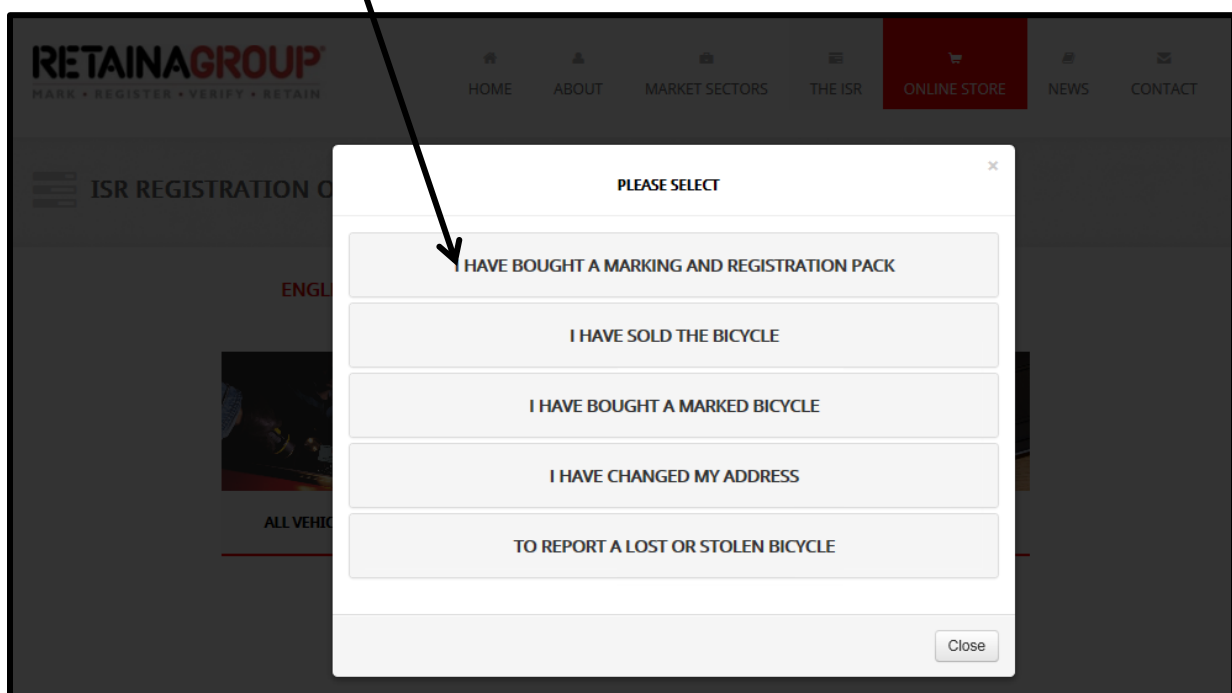 RETAINAGROUP
MARK • REGISTER • VERIFY • RETAIN
HOME
ABOUT
MARKET SECTORS
THE ISR
ONLINE STORE
NEWS
CONTACT
ISR REGISTRATION O
PLEASE SELECT
×
ENGLI
I HAVE BOUGHT A MARKING AND REGISTRATION PACK
I HAVE SOLD THE BICYCLE
I HAVE BOUGHT A MARKED BICYCLE
I HAVE CHANGED MY ADDRESS
ALL VEHIC
TO REPORT A LOST OR STOLEN BICYCLE
Close